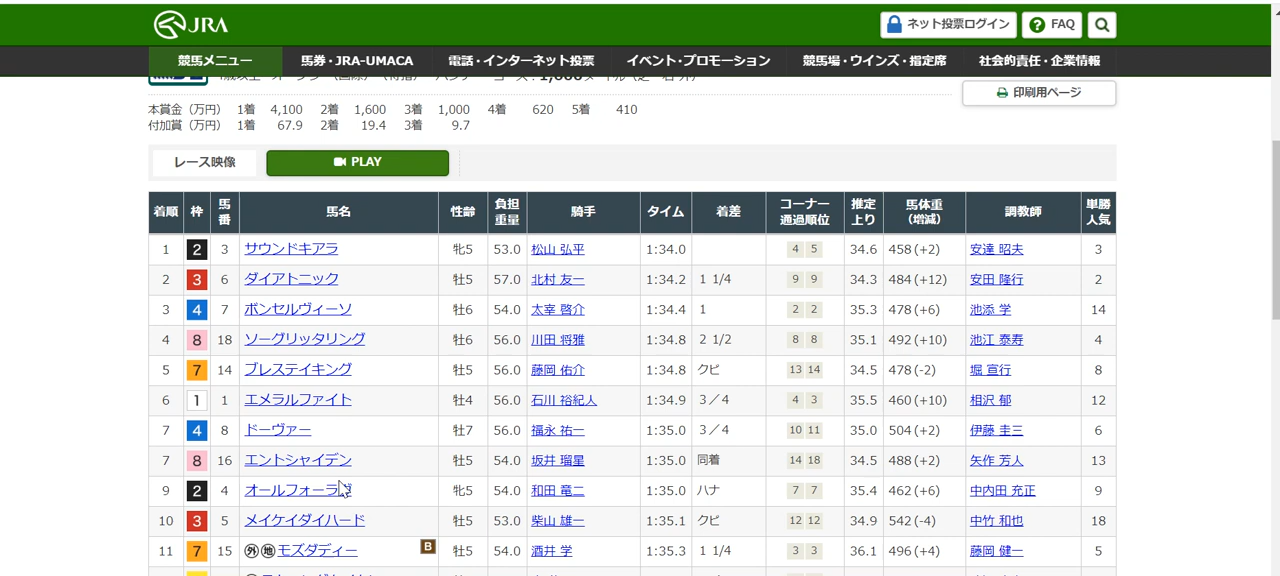 JRA
ネット投票ログイン FAQ
競馬メニュー 馬券・JRA-UMACA 電話・インターネット投票 イベント・プロモーション 競馬場・ウインズ・指定席 社会的責任・企業情報
印刷用ページ
本賞金（万円） 1着 4,100 2着 1,600 3着 1,000 4着 620 5着 410
付加賞（万円） 1着 67.9 2着 19.4 3着 9.7
レース映像 PLAY
着順 枠 馬番 馬名 性齢 負担重量 騎手 タイム 着差 コーナー通過順位 推定上り 馬体重（増減） 調教師 単勝人気
1 2 3 サウンドキアラ 牝5 53.0 松山 弘平 1:34.0 4 5 34.6 458(+2) 安達 昭夫 3
2 3 6 ダイアトニック 牡5 57.0 北村 友一 1:34.2 1 1/4 9 9 34.3 484(+12) 安田 隆行 2
3 4 7 ボンセルヴィーソ 牡6 54.0 太宰 啓介 1:34.4 1 2 2 35.3 478(+6) 池添 学 14
4 8 18 ソーグリッタリング 牡6 56.0 川田 将雅 1:34.8 2 1/2 8 8 35.1 492(+10) 池江 泰寿 4
5 7 14 ブレステイキング 牡5 56.0 藤岡 佑介 1:34.8 クビ 13 14 34.5 478(-2) 堀 宣行 8
6 1 1 エメラルファイト 牡4 56.0 石川 裕紀人 1:34.9 3／4 4 3 35.5 460(+10) 相沢 郁 12
7 4 8 ドーヴァー 牡7 56.0 福永 祐一 1:35.0 3／4 10 11 35.0 504(+2) 伊藤 圭三 6
7 8 16 エントシャイデン 牡5 54.0 坂井 瑠星 1:35.0 同着 14 18 34.5 488(+2) 矢作 芳人 13
9 2 4 オールフォーラヴ 牝5 54.0 和田 竜二 1:35.0 ハナ 7 7 35.4 462(+6) 中内田 充正 9
10 3 5 メイケイダイハード 牡5 53.0 柴山 雄一 1:35.1 クビ 12 12 34.9 542(-4) 中竹 和也 18
11 7 15 外 地 モズダディー B 牡5 54.0 酒井 学 1:35.3 1 1/4 3 3 36.1 496(+4) 藤岡 健一 5